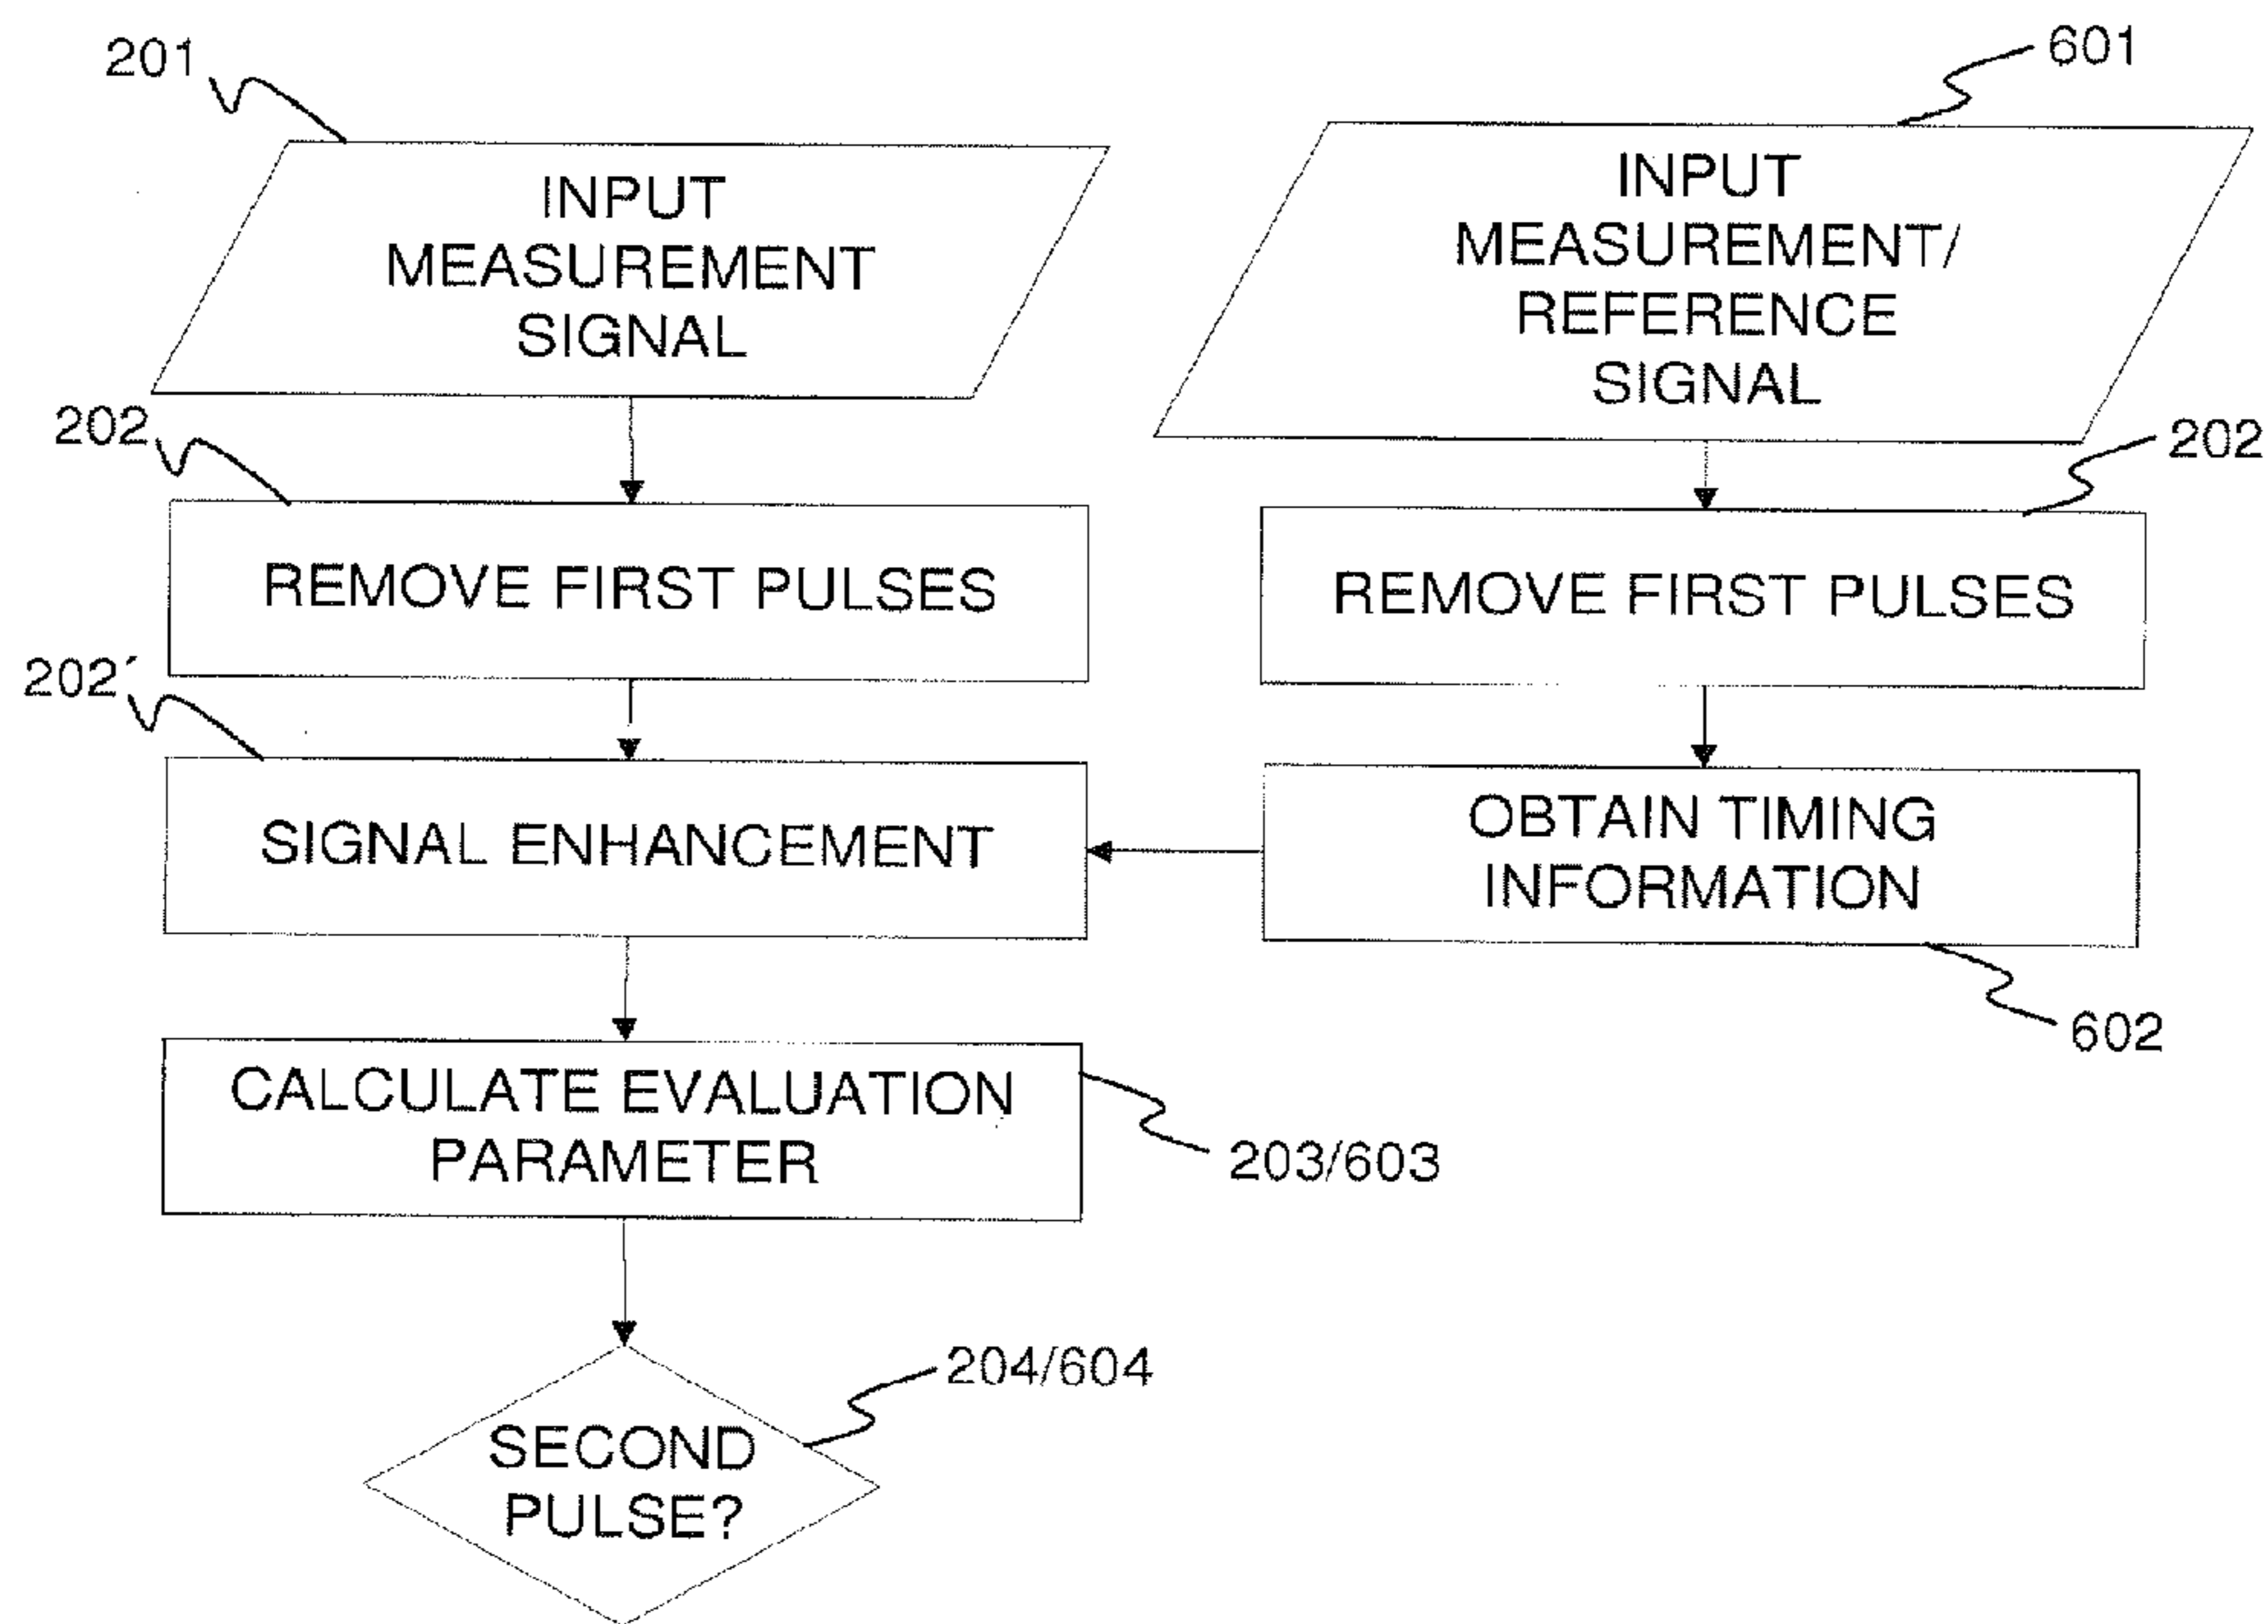 201
INPUT
MEASUREMENT
SIGNAL
601
INPUT
MEASUREMENT/
REFERENCE
SIGNAL
202
REMOVE FIRST PULSES
202
REMOVE FIRST PULSES
202´
SIGNAL ENHANCEMENT
OBTAIN TIMING
INFORMATION
602
CALCULATE EVALUATION
PARAMETER
203/603
204/604
SECOND
PULSE?